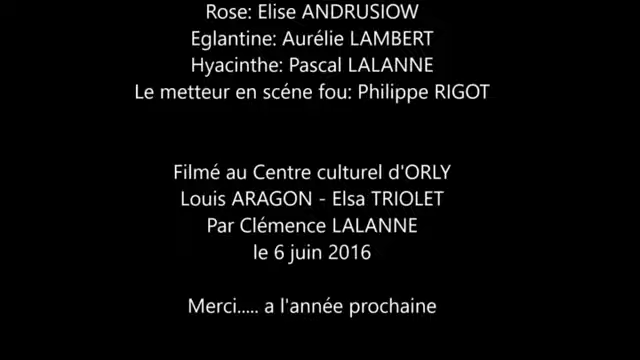 Rose: Elise ANDRUSIOW
Eglantine: Aurélie LAMBERT
Hyacinthe: Pascal LALANNE
Le metteur en scéne fou: Philippe RIGOT
Filmé au Centre culturel d'ORLY
Louis ARAGON - Elsa TRIOLET
Par Clémence LALANNE
le 6 juin 2016
Merci..... a l'année prochaine